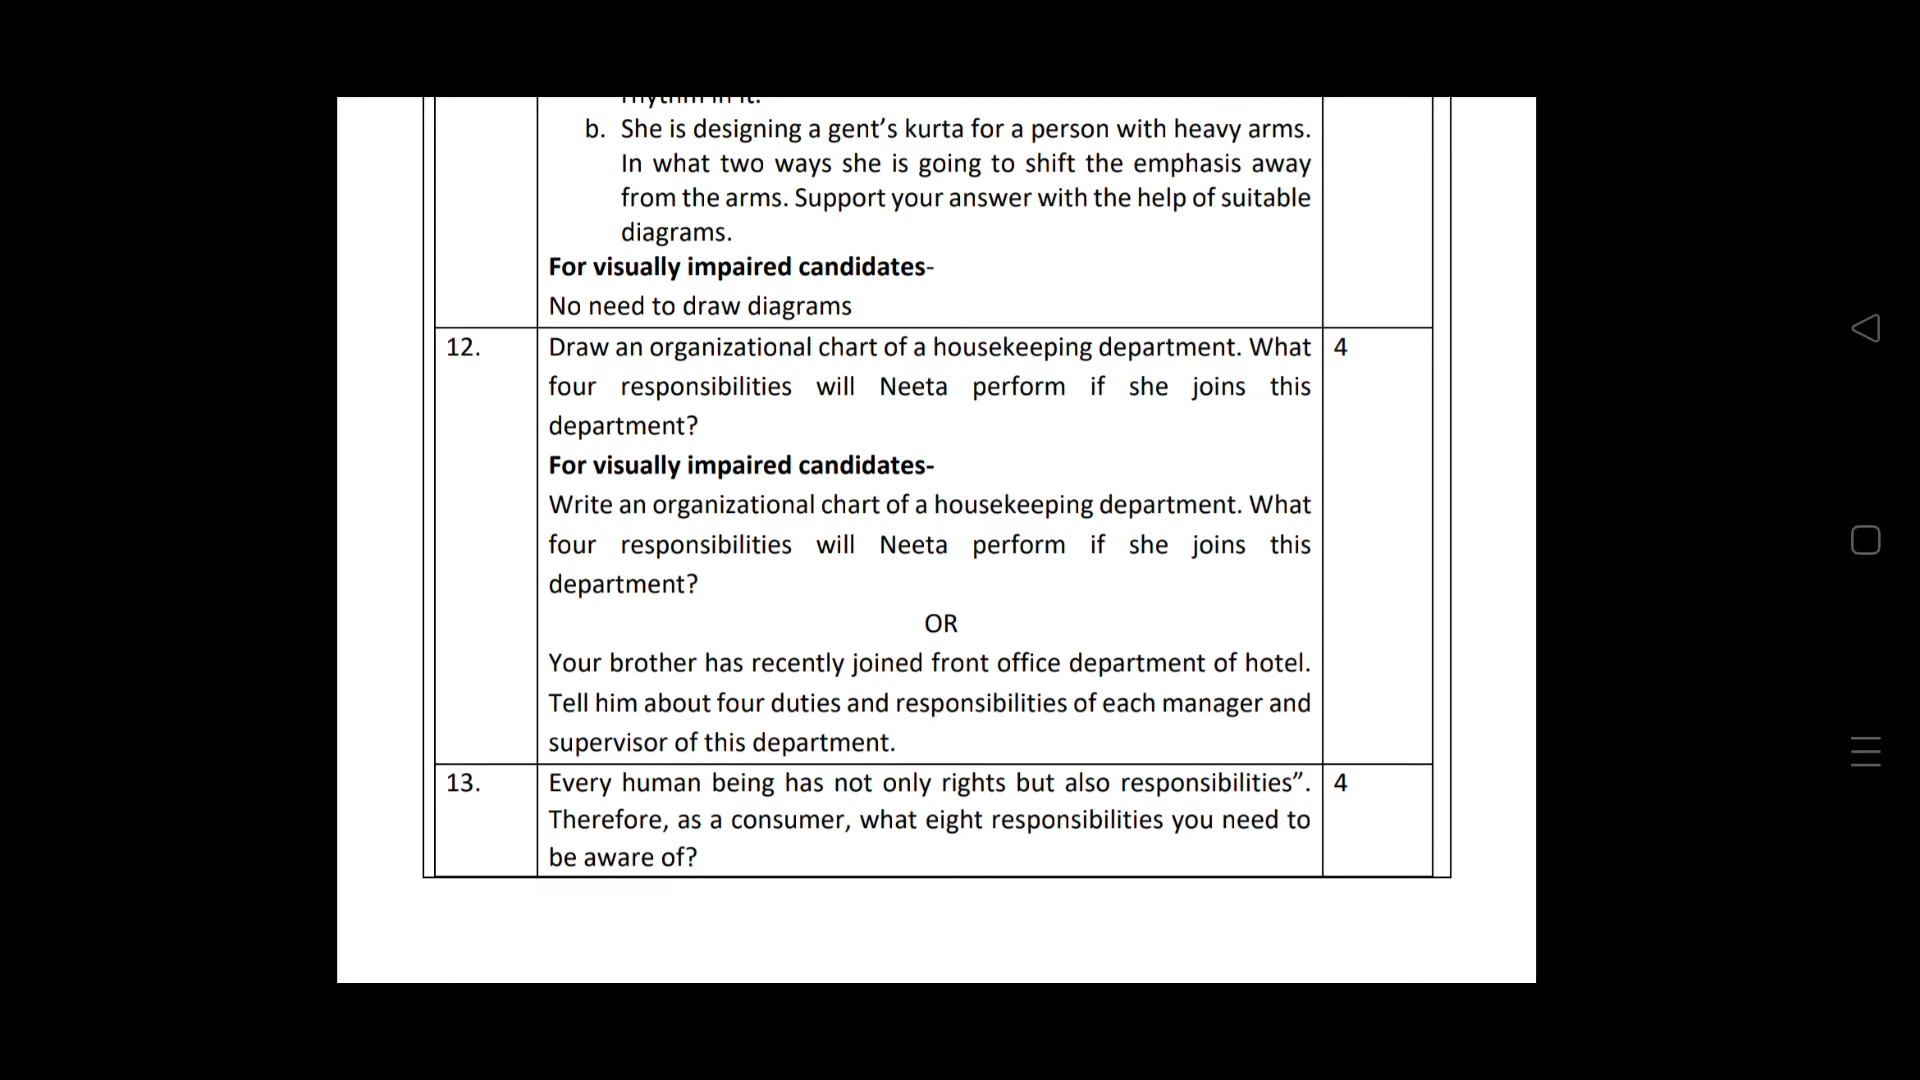 rhythm in it.
b. She is designing a gent’s kurta for a person with heavy arms.
In what two ways she is going to shift the emphasis away
from the arms. Support your answer with the help of suitable
diagrams.
For visually impaired candidates-
No need to draw diagrams
12. Draw an organizational chart of a housekeeping department. What 4
four responsibilities will Neeta perform if she joins this
department?
For visually impaired candidates-
Write an organizational chart of a housekeeping department. What
four responsibilities will Neeta perform if she joins this
department?
OR
Your brother has recently joined front office department of hotel.
Tell him about four duties and responsibilities of each manager and
supervisor of this department.
13. Every human being has not only rights but also responsibilities”. 4
Therefore, as a consumer, what eight responsibilities you need to
be aware of?